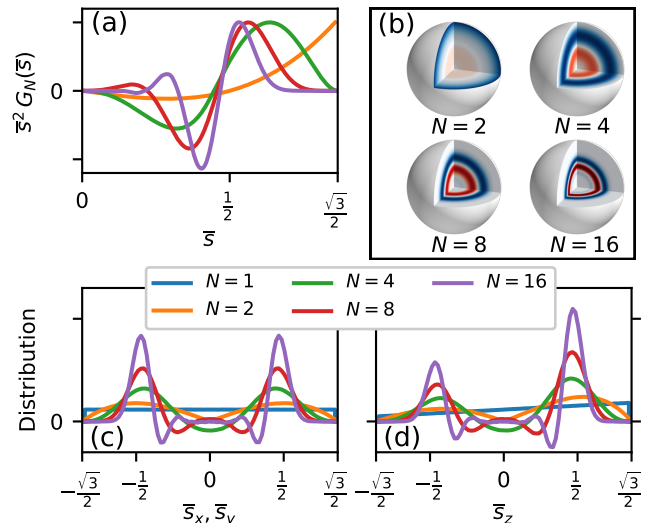 (a)
s̅² G_N(s̅)
0
0
1/2
√3/2
s̅
(b)
N = 2
N = 4
N = 8
N = 16
N = 1
N = 4
N = 16
N = 2
N = 8
Distribution
0
(c)
(d)
−√3/2
−1/2
0
1/2
√3/2
−√3/2
−1/2
0
1/2
√3/2
s̅_x, s̅_y
s̅_z